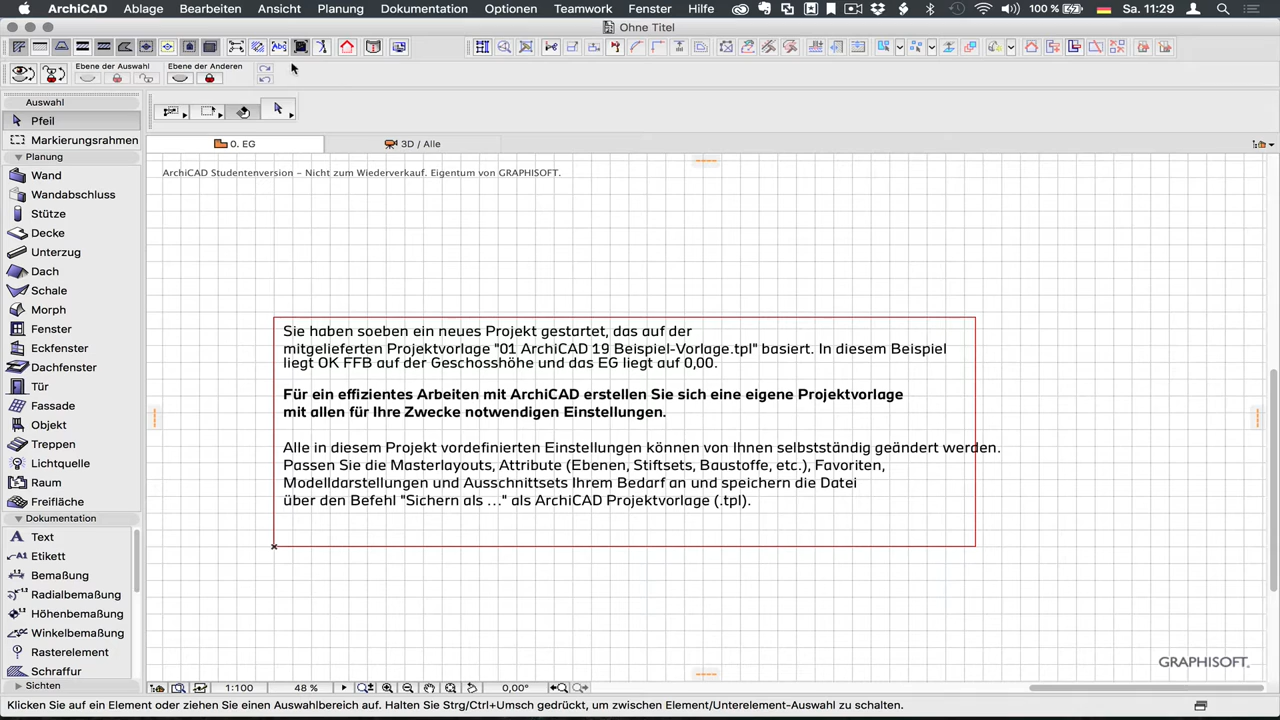 ArchiCAD Ablage Bearbeiten Ansicht Planung Dokumentation Optionen Teamwork Fenster Hilfe 100 % Sa. 11:29
Ohne Titel
Ebene der Auswahl Ebene der Anderen
Auswahl
Pfeil
Markierungsrahmen
Planung
Wand
Wandabschluss
Stütze
Decke
Unterzug
Dach
Schale
Morph
Fenster
Eckfenster
Dachfenster
Tür
Fassade
Objekt
Treppen
Lichtquelle
Raum
Freifläche
Dokumentation
Text
A1 Etikett
Bemaßung
Radialbemaßung
Höhenbemaßung
Winkelbemaßung
Rasterelement
Schraffur
Sichten
0. EG 3D / Alle
ArchiCAD Studentenversion – Nicht zum Wiederverkauf. Eigentum von GRAPHISOFT.
Sie haben soeben ein neues Projekt gestartet, das auf der
mitgelieferten Projektvorlage "01 ArchiCAD 19 Beispiel-Vorlage.tpl" basiert. In diesem Beispiel
liegt OK FFB auf der Geschosshöhe und das EG liegt auf 0,00.
Für ein effizientes Arbeiten mit ArchiCAD erstellen Sie sich eine eigene Projektvorlage
mit allen für Ihre Zwecke notwendigen Einstellungen.
Alle in diesem Projekt vordefinierten Einstellungen können von Ihnen selbstständig geändert werden.
Passen Sie die Masterlayouts, Attribute (Ebenen, Stiftsets, Baustoffe, etc.), Favoriten,
Modelldarstellungen und Ausschnittsets Ihrem Bedarf an und speichern die Datei
über den Befehl "Sichern als ..." als ArchiCAD Projektvorlage (.tpl).
GRAPHISOFT.
1:100 48 % 0,00°
Klicken Sie auf ein Element oder ziehen Sie einen Auswahlbereich auf. Halten Sie Strg/Ctrl+Umsch gedrückt, um zwischen Element/Unterelement-Auswahl zu schalten.